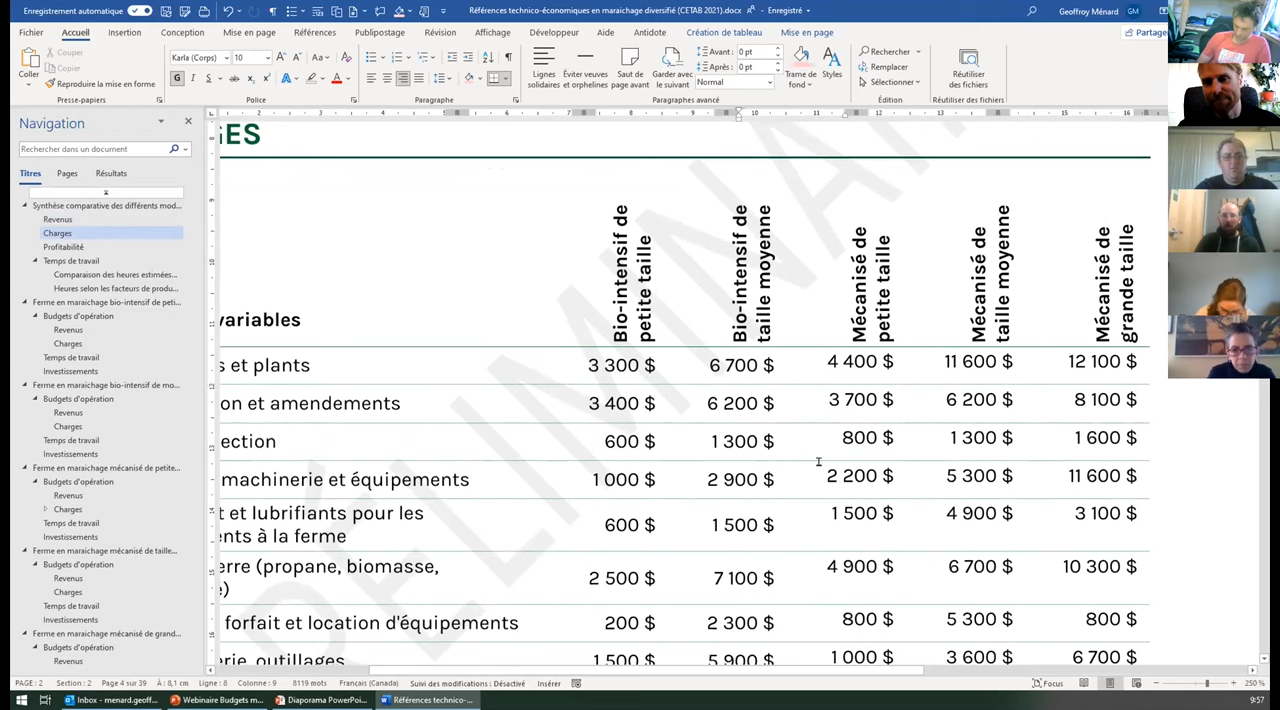 Enregistrement automatique
Références technico-économiques en maraichage diversifié (CETAB 2021).docx • Enregistré
Geoffroy Ménard GM
Fichier Accueil Insertion Conception Mise en page Références Publipostage Révision Affichage Développeur Aide Antidote Création de tableau Mise en page Partage
Coller
Couper
Copier
Reproduire la mise en forme
Presse-papiers
Karla (Corps) 10
G I S ab
Police
Paragraphe
Lignes solidaires
Éviter veuves et orphelines
Saut de page avant
Garder avec le suivant
Avant : 0 pt
Après : 0 pt
Normal
Trame de fond
Styles
Paragraphes avancé
Rechercher
Remplacer
Sélectionner
Édition
Réutiliser des fichiers
Réutiliser des fichiers
Navigation
Rechercher dans un document
Titres Pages Résultats
Synthèse comparative des différents mod...
Revenus
Charges
Profitabilité
Temps de travail
Comparaison des heures estimées...
Heures selon les facteurs de produ...
Ferme en maraichage bio-intensif de peti...
Budgets d'opération
Revenus
Charges
Temps de travail
Investissements
Ferme en maraichage bio-intensif de mo...
Budgets d'opération
Revenus
Charges
Temps de travail
Investissements
Ferme en maraichage mécanisé de petite...
Budgets d'opération
Revenus
Charges
Temps de travail
Investissements
Ferme en maraichage mécanisé de taille...
Budgets d'opération
Revenus
Charges
Temps de travail
Investissements
Ferme en maraichage mécanisé de grand...
Budgets d'opération
Revenus
GES
variables
Bio-intensif de petite taille
Bio-intensif de taille moyenne
Mécanisé de petite taille
Mécanisé de taille moyenne
Mécanisé de grande taille
s et plants 3 300 $ 6 700 $ 4 400 $ 11 600 $ 12 100 $
on et amendements 3 400 $ 6 200 $ 3 700 $ 6 200 $ 8 100 $
ection 600 $ 1 300 $ 800 $ 1 300 $ 1 600 $
machinerie et équipements 1 000 $ 2 900 $ 2 200 $ 5 300 $ 11 600 $
t et lubrifiants pour les
ents à la ferme 600 $ 1 500 $ 1 500 $ 4 900 $ 3 100 $
erre (propane, biomasse,
e) 2 500 $ 7 100 $ 4 900 $ 6 700 $ 10 300 $
forfait et location d'équipements 200 $ 2 300 $ 800 $ 5 300 $ 800 $
erie, outillages 1 500 $ 5 900 $ 1 000 $ 3 600 $ 6 700 $
PRÉLIMINAI
PAGE : 2 Section : 2 Page 4 sur 39 À : 8,1 cm Ligne : 8 Colonne : 9 8119 mots Français (Canada) Suivi des modifications : Désactivé Insérer
Focus 250 %
Inbox - menard.geoff... Webinaire Budgets m... Diaporama PowerPoi... Références technico-... 9:57